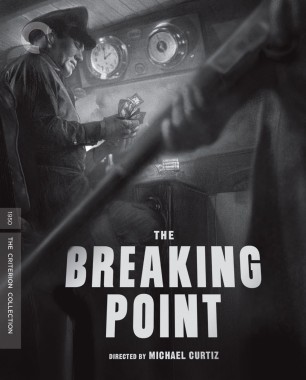 1950
THE CRITERION COLLECTION
THE
BREAKING
POINT
DIRECTED BY MICHAEL CURTIZ